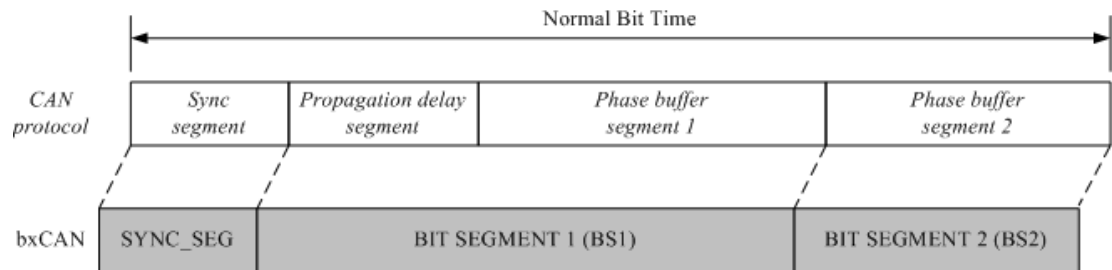 Normal Bit Time
CAN protocol
Sync segment
Propagation delay segment
Phase buffer segment 1
Phase buffer segment 2
bxCAN
SYNC_SEG
BIT SEGMENT 1 (BS1)
BIT SEGMENT 2 (BS2)